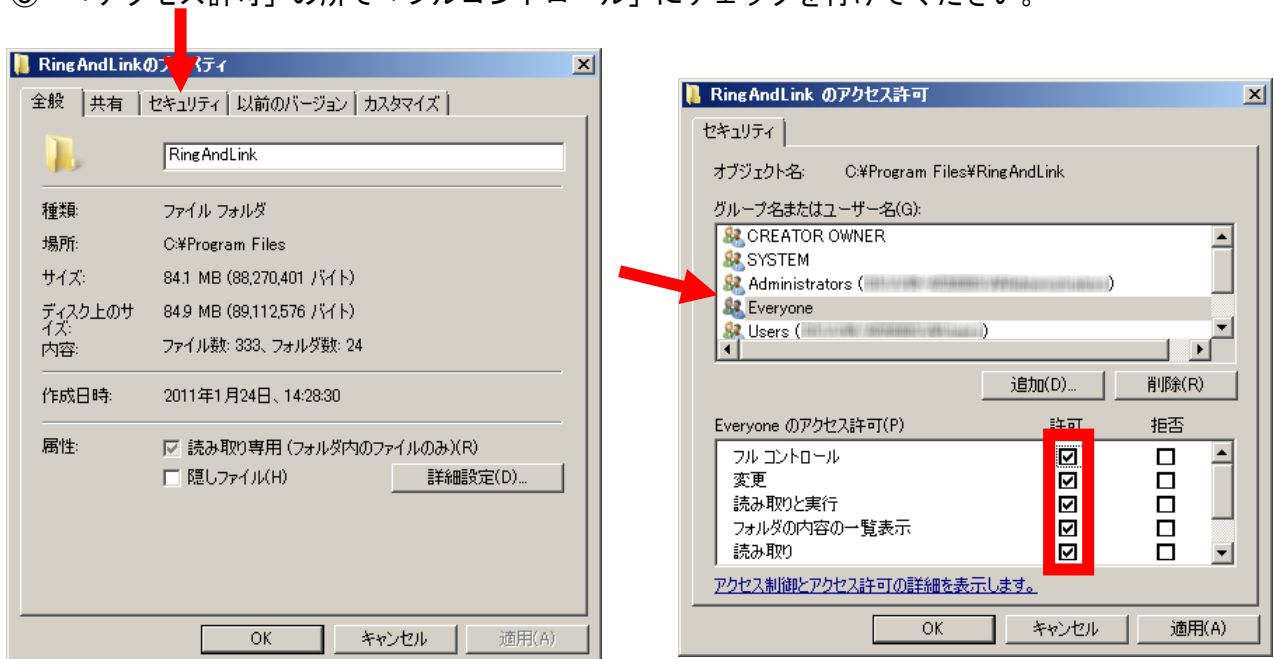 「アクセス許可」の所で「フルコントロール」にチェックを付けてください。
RingAndLinkのプロパティ
全般 共有 セキュリティ 以前のバージョン カスタマイズ
RingAndLink
種類: ファイル フォルダ
場所: C:¥Program Files
サイズ: 84.1 MB (88,270,401 バイト)
ディスク上のサイズ: 84.9 MB (89,112,576 バイト)
内容: ファイル数: 333、フォルダ数: 24
作成日時: 2011年1月24日、14:28:30
属性: 読み取り専用 (フォルダ内のファイルのみ)(R)
隠しファイル(H) 詳細設定(D)...
OK キャンセル 適用(A)
RingAndLink のアクセス許可
セキュリティ
オブジェクト名: C:¥Program Files¥RingAndLink
グループ名またはユーザー名(G):
CREATOR OWNER
SYSTEM
Administrators ( )
Everyone
Users ( )
追加(D)... 削除(R)
Everyone のアクセス許可(P) 許可 拒否
フル コントロール
変更
読み取りと実行
フォルダの内容の一覧表示
読み取り
アクセス制御とアクセス許可の詳細を表示します。
OK キャンセル 適用(A)